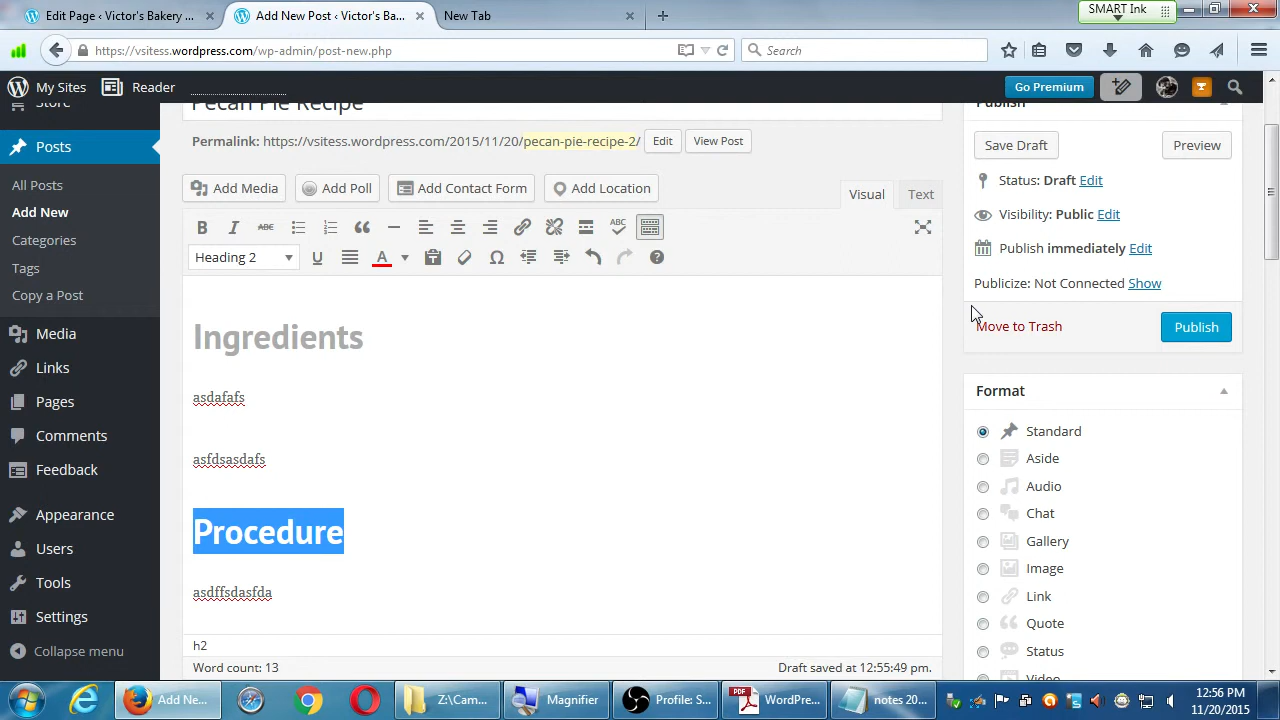 Edit Page ‹ Victor's Bakery ...
Add New Post ‹ Victor's Ba...
New Tab
SMART Ink
https://vsitess.wordpress.com/wp-admin/post-new.php
Search
My Sites
Reader
Go Premium
Store
Pecan Pie Recipe
Publish
Permalink: https://vsitess.wordpress.com/2015/11/20/pecan-pie-recipe-2/
Edit
View Post
Save Draft
Preview
Posts
All Posts
Add New
Categories
Tags
Copy a Post
Media
Links
Pages
Comments
Feedback
Appearance
Users
Tools
Settings
Collapse menu
Add Media
Add Poll
Add Contact Form
Add Location
Visual
Text
ABC
ABC
Heading 2
Status: Draft Edit
Visibility: Public Edit
Publish immediately Edit
Publicize: Not Connected Show
Move to Trash
Publish
Ingredients
asdafafs
asfdsasdafs
Procedure
asdffsdasfda
h2
Word count: 13
Draft saved at 12:55:49 pm.
Format
Standard
Aside
Audio
Chat
Gallery
Image
Link
Quote
Status
Video
Add Ne...
Z:\Cam...
Magnifier
Profile: S...
PDF
WordPre...
notes 20...
12:56 PM
11/20/2015